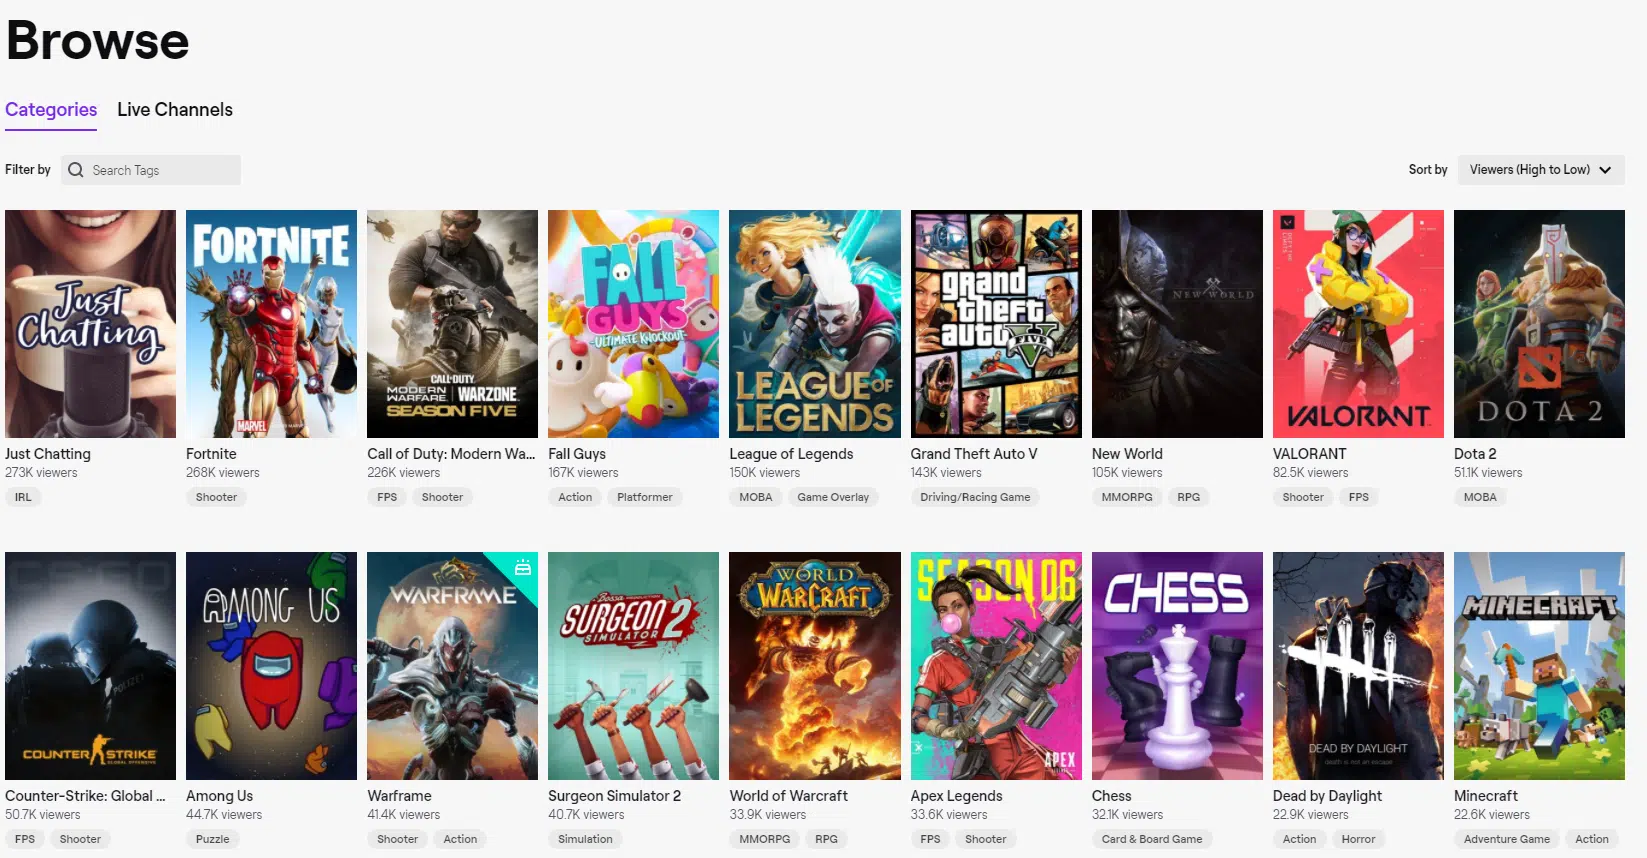 Browse
Categories Live Channels
Filter by Search Tags Sort by Viewers (High to Low)
Just Chatting
FORTNITE
MARVEL
CALL OF DUTY
MODERN WARFARE | WARZONE
SEASON FIVE
FALL GUYS
ULTIMATE KNOCKOUT
LEAGUE OF LEGENDS
grand theft auto V
FIVE
NEW WORLD
VALORANT
DOTA 2
Just Chatting Fortnite Call of Duty: Modern Wa... Fall Guys League of Legends Grand Theft Auto V New World VALORANT Dota 2
273K viewers 268K viewers 226K viewers 167K viewers 150K viewers 143K viewers 105K viewers 82.5K viewers 51.1K viewers
IRL Shooter FPS Shooter Action Platformer MOBA Game Overlay Driving/Racing Game MMORPG RPG Shooter FPS MOBA
COUNTER STRIKE
GLOBAL OFFENSIVE
AMONG US
WARFRAME
Bossa
SURGEON SIMULATOR 2
WORLD OF WARCRAFT
SEASON 06
APEX
CHESS
DEAD BY DAYLIGHT
death is not an escape
MINECRAFT
Counter-Strike: Global ... Among Us Warframe Surgeon Simulator 2 World of Warcraft Apex Legends Chess Dead by Daylight Minecraft
50.7K viewers 44.7K viewers 41.4K viewers 40.7K viewers 33.9K viewers 33.6K viewers 32.1K viewers 22.9K viewers 22.6K viewers
FPS Shooter Puzzle Shooter Action Simulation MMORPG RPG FPS Shooter Card & Board Game Action Horror Adventure Game Action